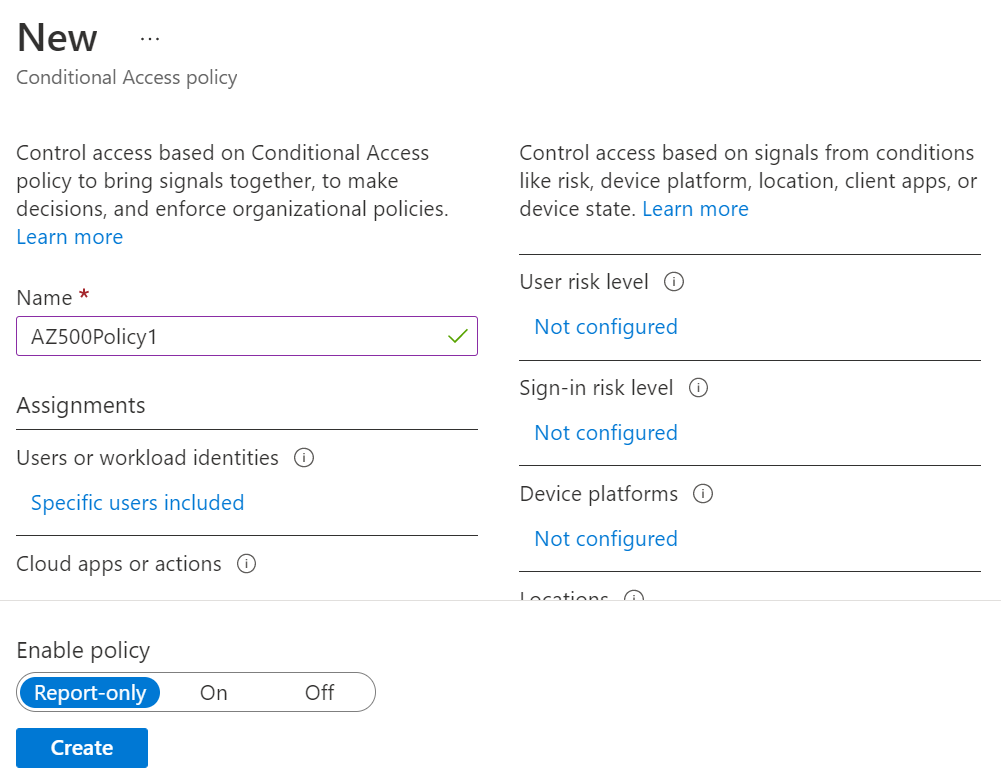 New ...
Conditional Access policy
Control access based on Conditional Access
policy to bring signals together, to make
decisions, and enforce organizational policies.
Learn more
Name *
AZ500Policy1
Assignments
Users or workload identities
Specific users included
Cloud apps or actions
Control access based on signals from conditions
like risk, device platform, location, client apps, or
device state. Learn more
User risk level
Not configured
Sign-in risk level
Not configured
Device platforms
Not configured
Locations
Enable policy
Report-only On Off
Create